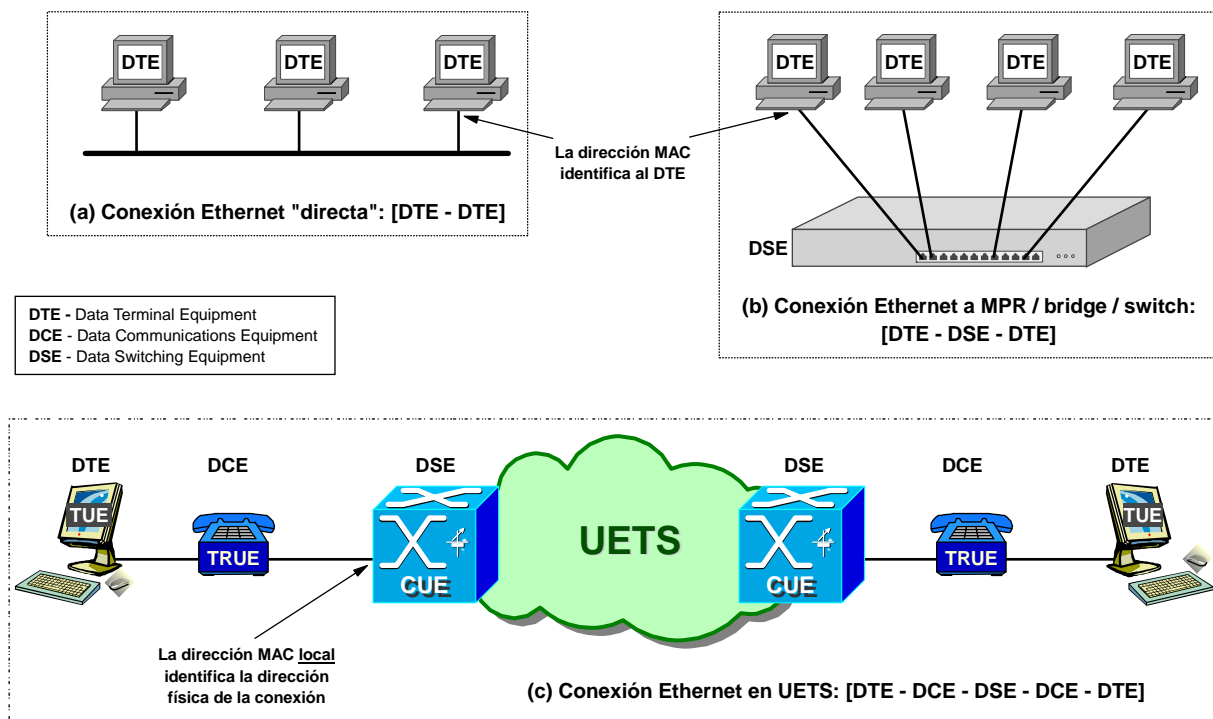 DTE
DTE
DTE
(a) Conexión Ethernet "directa": [DTE - DTE]
La dirección MAC
identifica al DTE
DTE
DTE
DTE
DTE
DSE
(b) Conexión Ethernet a MPR / bridge / switch:
[DTE - DSE - DTE]
DTE - Data Terminal Equipment
DCE - Data Communications Equipment
DSE - Data Switching Equipment
DTE
DCE
DSE
DSE
DCE
DTE
TUE
TRUE
CUE
UETS
CUE
TRUE
TUE
La dirección MAC local
identifica la dirección
física de la conexión
(c) Conexión Ethernet en UETS: [DTE - DCE - DSE - DCE - DTE]